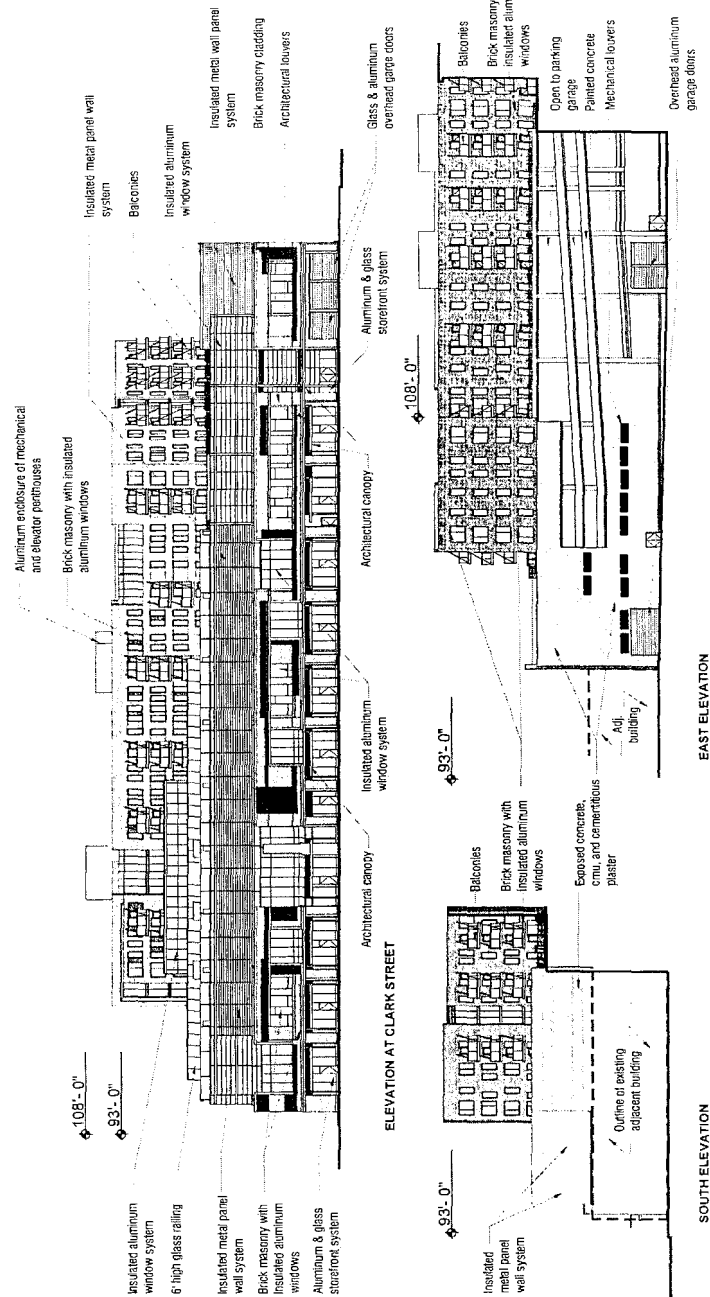 Aluminum enclosure of mechanical
and elevator penthouses
Brick masonry with insulated
aluminum windows
Insulated metal panel wall
system
Balconies
Insulated aluminum
window system
Insulated metal wall panel
system
Brick masonry cladding
Architectural louvers
108'- 0"
93'- 0"
Insulated aluminum
window system
6' high glass railing
Insulated metal panel
wall system
Brick masonry with
Insulated aluminum
windows
Aluminum & glass
storefront system
Architectural canopy
Insulated aluminum
window system
Architectural canopy
Aluminum & glass
storefront system
Glass & aluminum
overhead garge doors
ELEVATION AT CLARK STREET
93'- 0"
Insulated
metal panel
wall system
Balconies
Brick masonry with
insulated aluminum
windows
Exposed concrete,
cmu, and cementitious
plaster
Outline of existing
adjacent building
SOUTH ELEVATION
93'- 0"
108'- 0"
Adj.
building
Balconies
Brick masonry
insulated alum
windows
Open to parking
garage
Painted concrete
Mechanical louvers
Overhead aluminum
garage doors
EAST ELEVATION